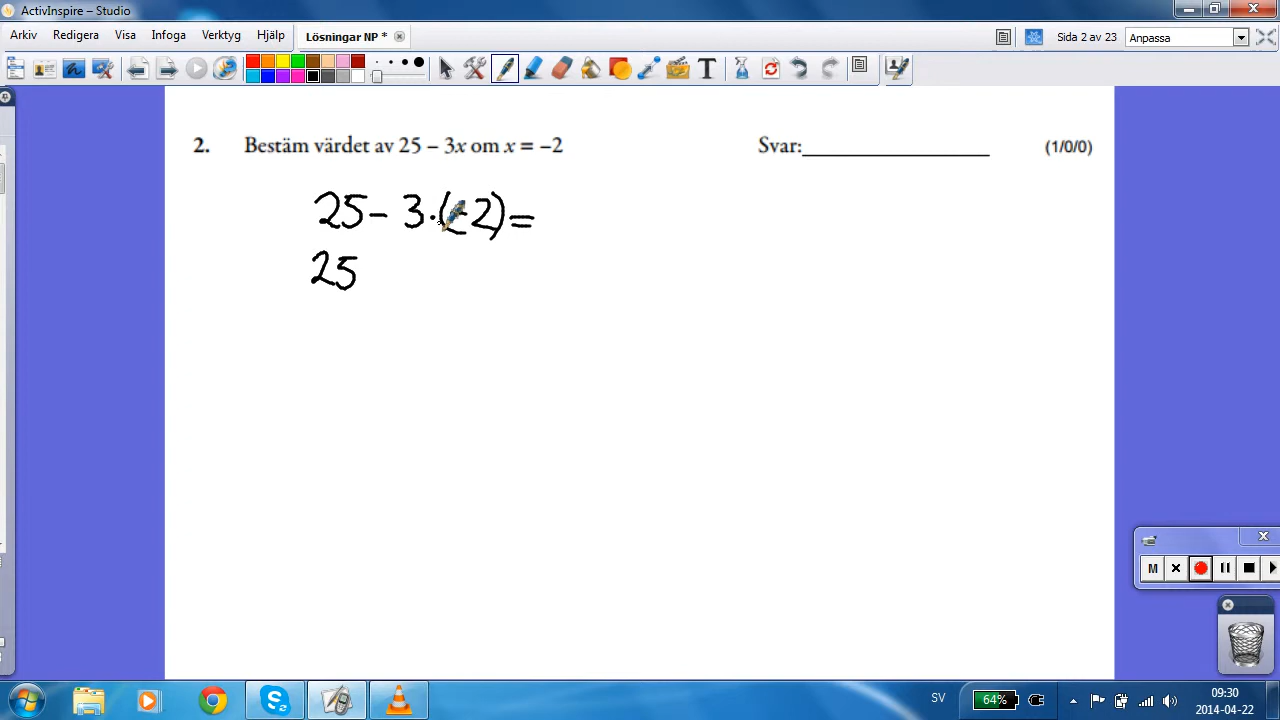 ActivInspire – Studio
Arkiv Redigera Visa Infoga Verktyg Hjälp Lösningar NP * Sida 2 av 23 Anpassa
2. Bestäm värdet av 25 – 3x om x = –2 Svar:__________________ (1/0/0)
25 – 3·(–2) =
25
M
SV 64% 09:30
2014-04-22